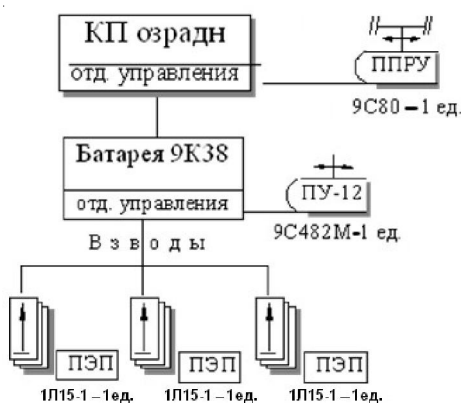 КП озрадн
отд. управления
ППРУ
9С80 – 1 ед.
Батарея 9К38
отд. управления
ПУ-12
9С482М-1 ед.
Взводы
ПЭП ПЭП ПЭП
1Л15-1 – 1ед. 1Л15-1 – 1ед. 1Л15-1 – 1ед.